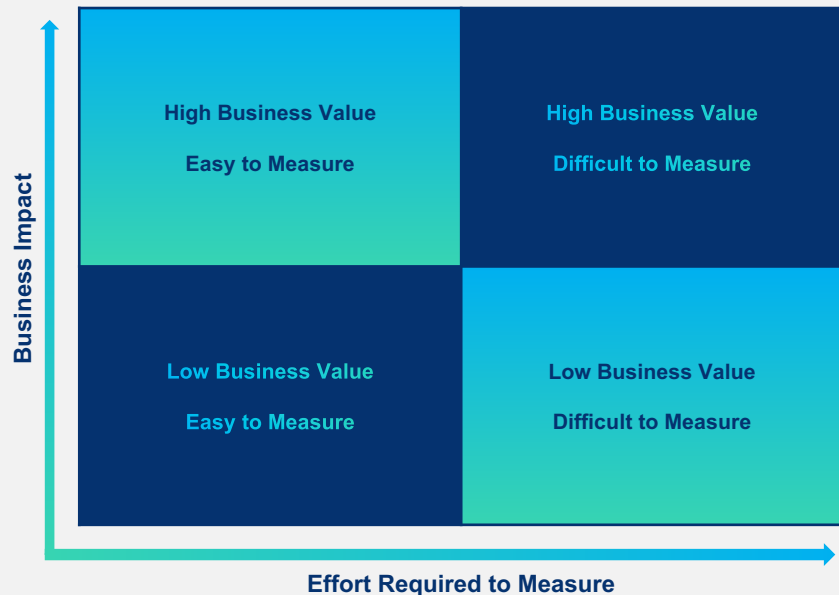 High Business Value
Easy to Measure
High Business Value
Difficult to Measure
Business Impact
Low Business Value
Easy to Measure
Low Business Value
Difficult to Measure
Effort Required to Measure